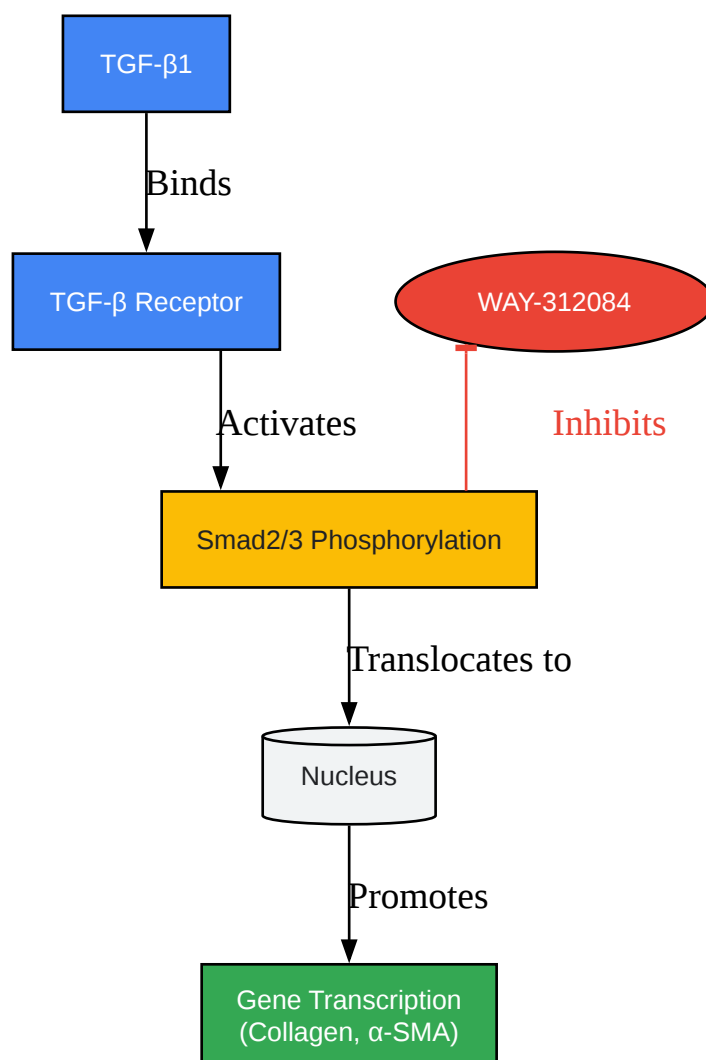 TGF-β1
Binds
TGF-β Receptor
WAY-312084
Activates
Inhibits
Smad2/3 Phosphorylation
Translocates to
Nucleus
Promotes
Gene Transcription
(Collagen, α-SMA)